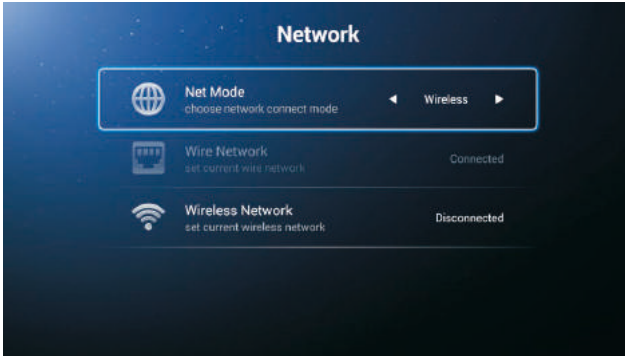 Network
Net Mode
choose network connect mode
Wireless
Wire Network
set current wire network
Connected
Wireless Network
set current wireless network
Disconnected